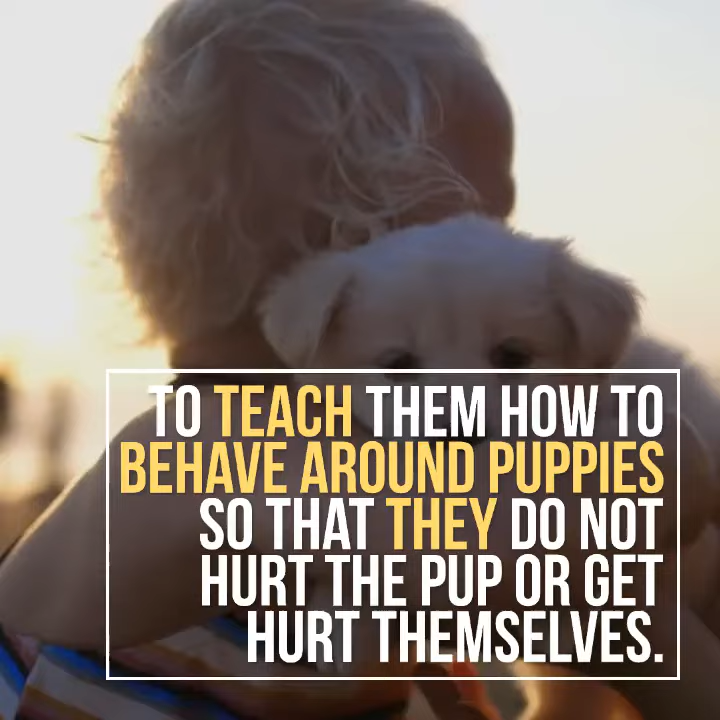 TO TEACH THEM HOW TO
BEHAVE AROUND PUPPIES
SO THAT THEY DO NOT
HURT THE PUP OR GET
HURT THEMSELVES.